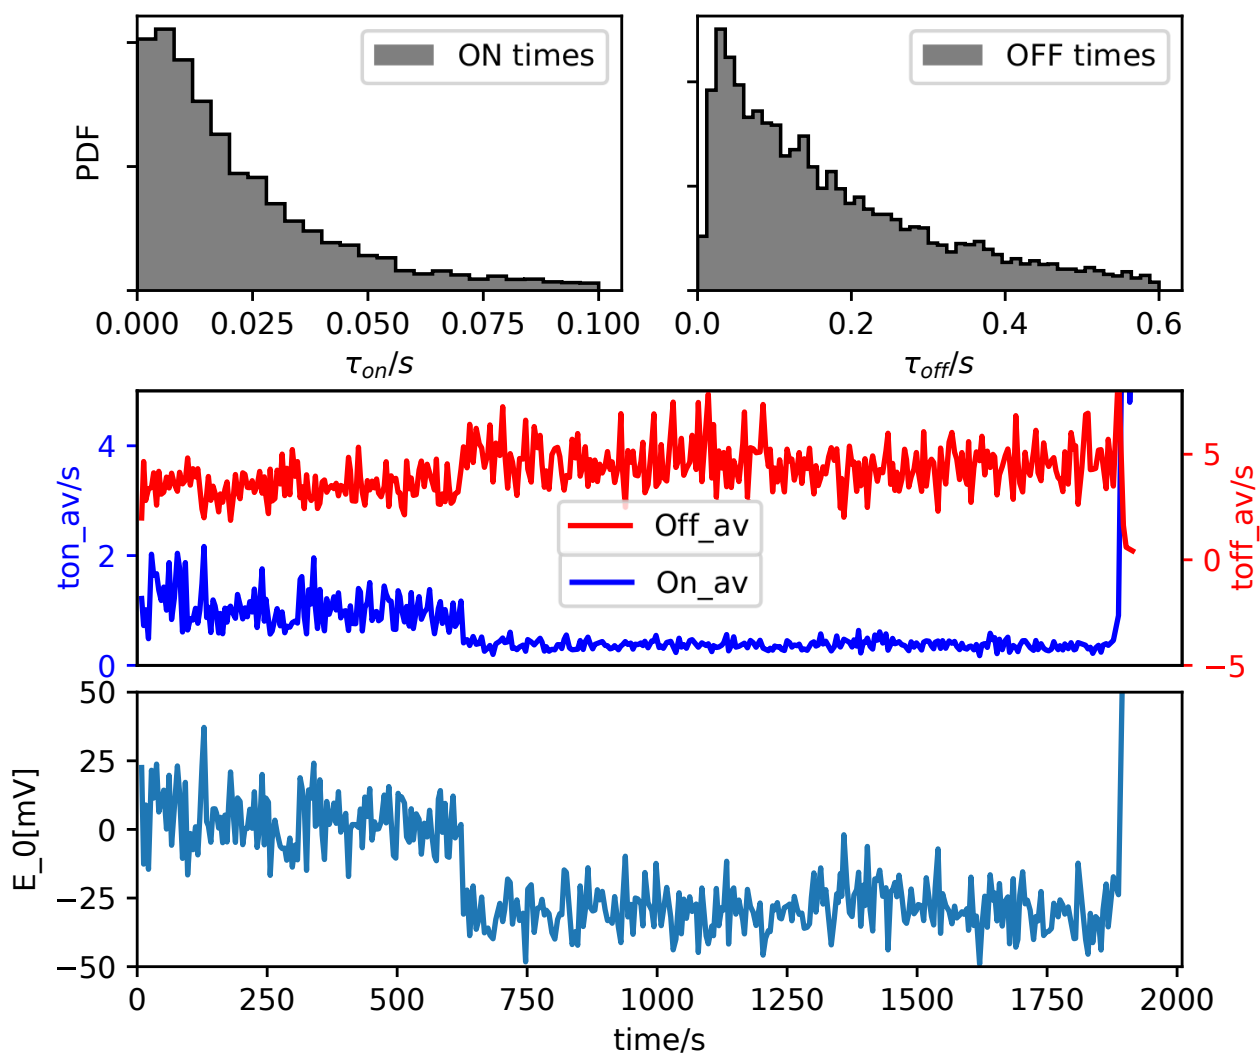 ON times
OFF times
PDF
0.000 0.025 0.050 0.075 0.100
0.0 0.2 0.4 0.6
τon/s
τoff/s
4
2
0
ton_av/s
5
0
−5
toff_av/s
Off_av
On_av
50
25
0
−25
−50
E_0[mV]
0 250 500 750 1000 1250 1500 1750 2000
time/s